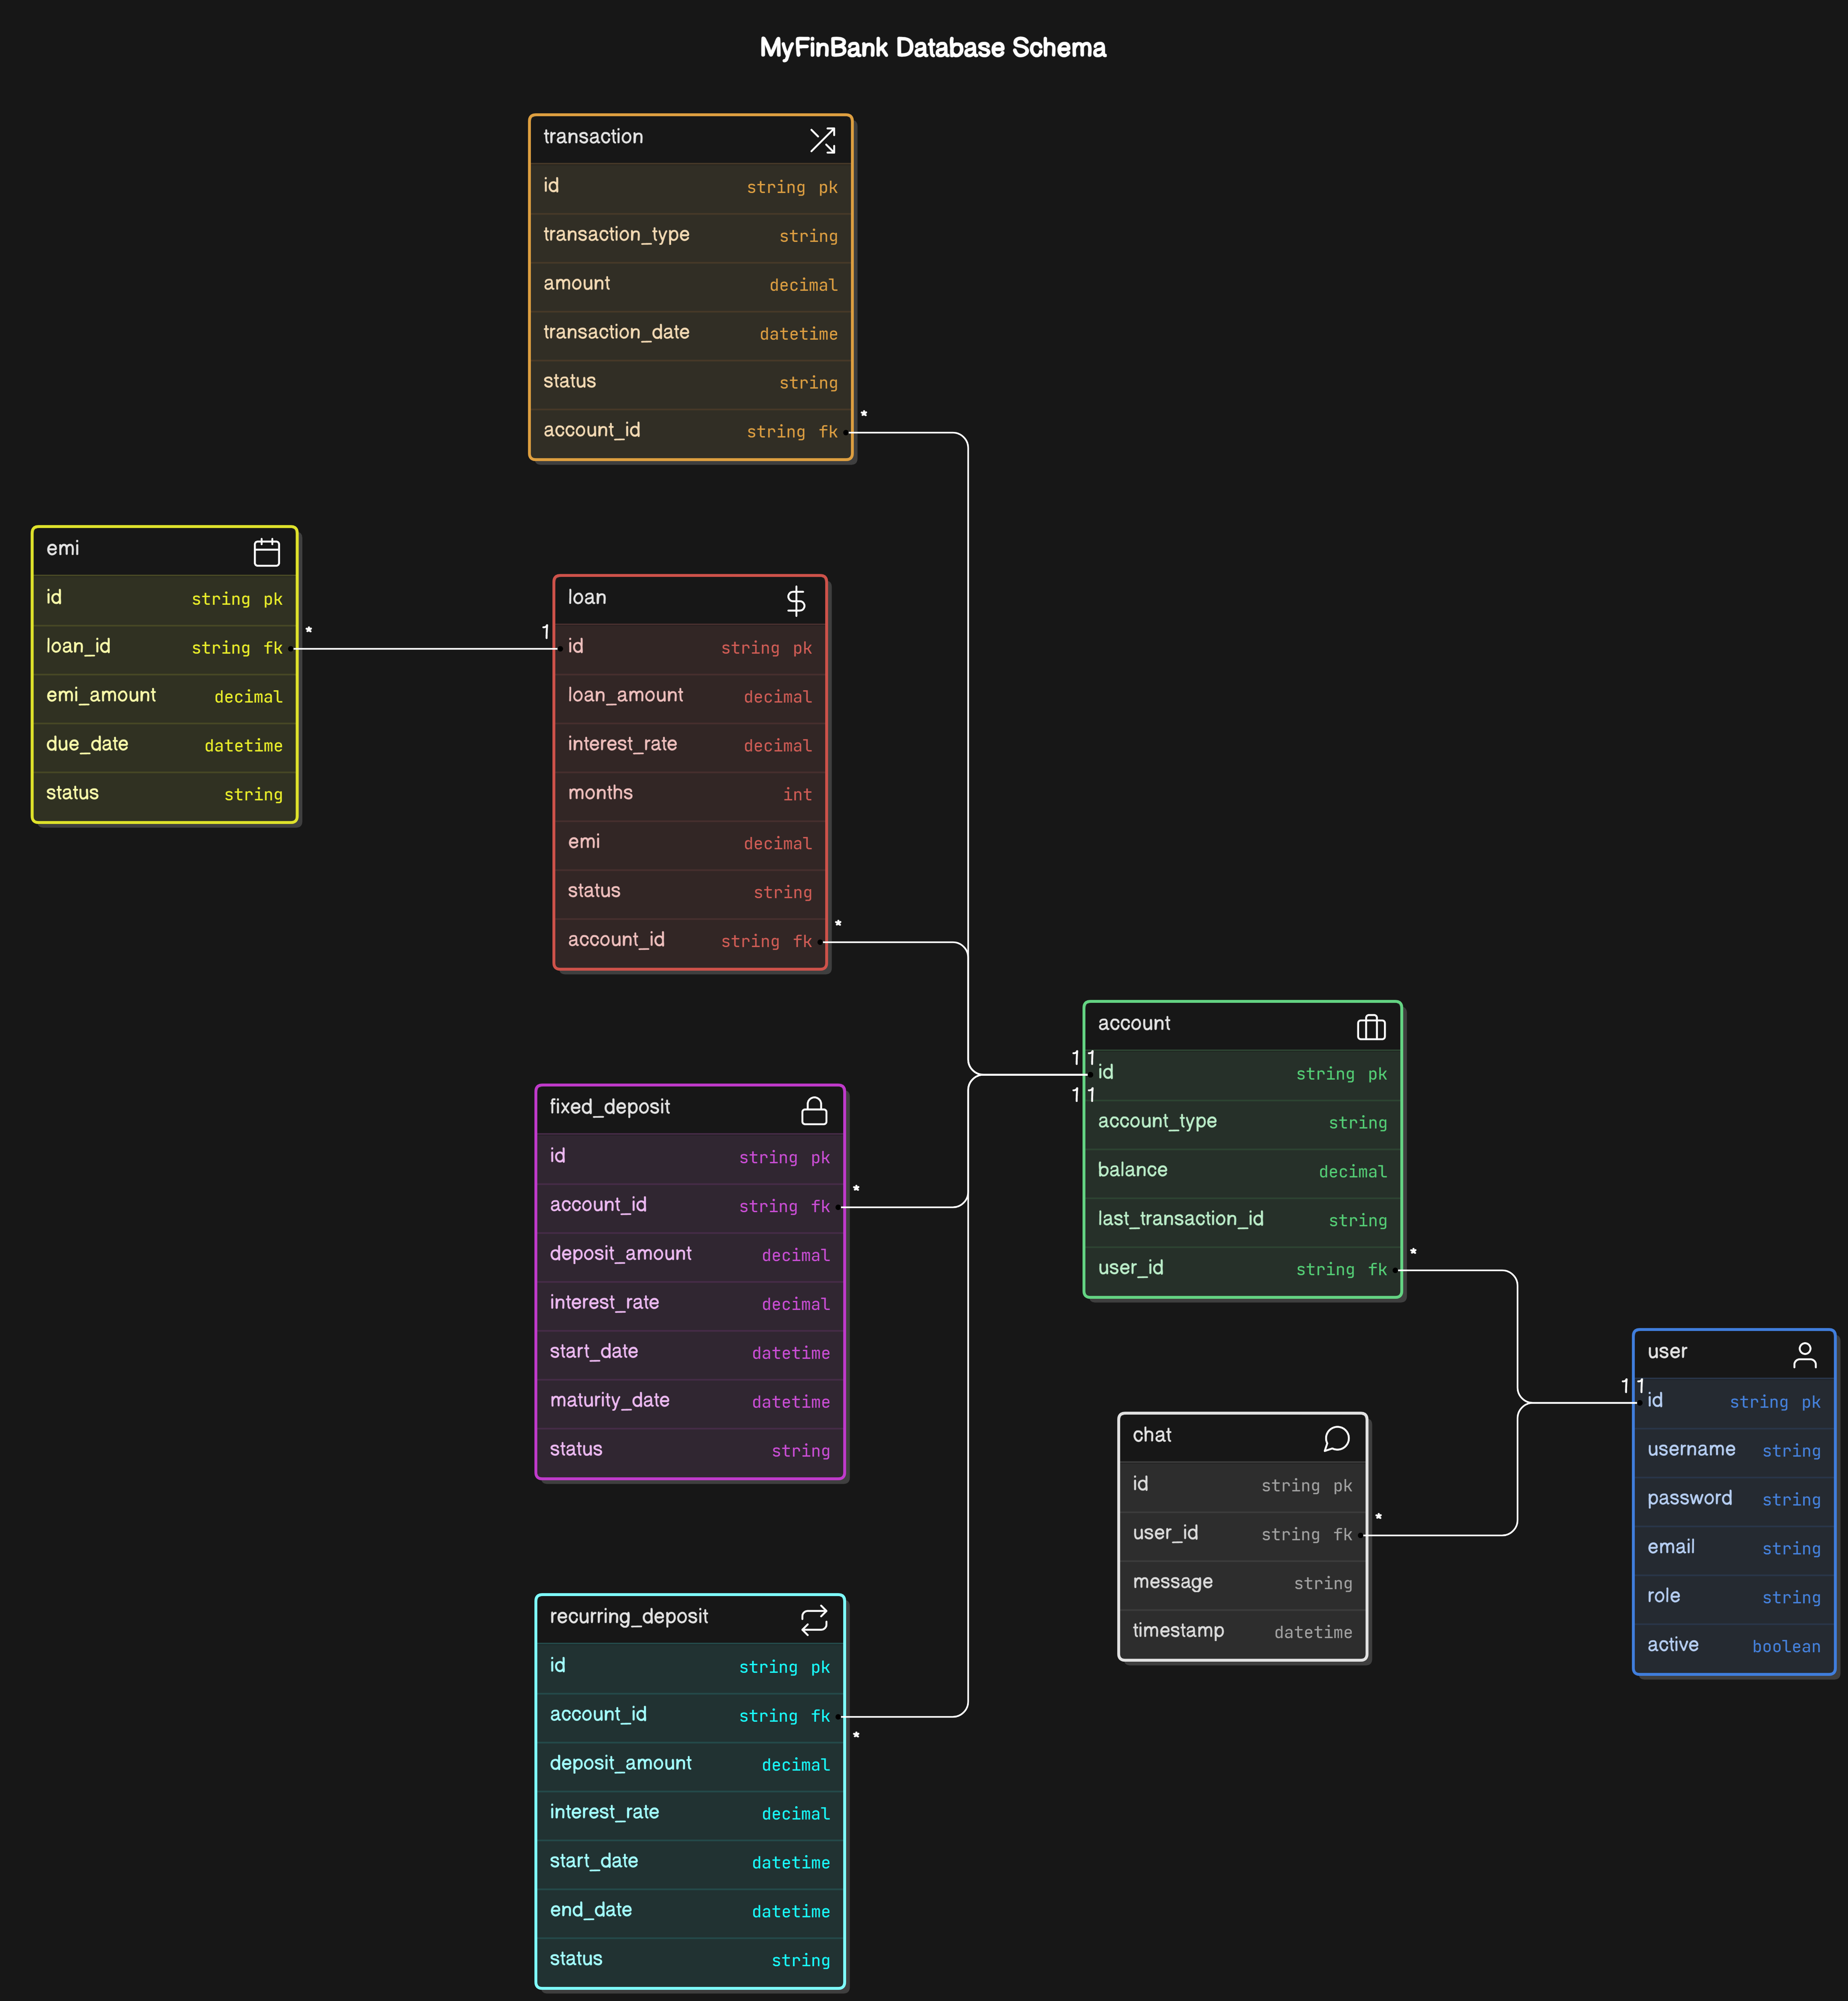 MyFinBank Database Schema
transaction
id string pk
transaction_type string
amount decimal
transaction_date datetime
status string
account_id string fk
*
emi
id string pk
loan_id string fk
emi_amount decimal
due_date datetime
status string
*
1
loan
id string pk
loan_amount decimal
interest_rate decimal
months int
emi decimal
status string
account_id string fk
*
fixed_deposit
id string pk
account_id string fk
deposit_amount decimal
interest_rate decimal
start_date datetime
maturity_date datetime
status string
*
recurring_deposit
id string pk
account_id string fk
deposit_amount decimal
interest_rate decimal
start_date datetime
end_date datetime
status string
*
account
1 1
id string pk
1 1
account_type string
balance decimal
last_transaction_id string
user_id string fk
*
chat
id string pk
user_id string fk
message string
timestamp datetime
*
user
1 1
id string pk
username string
password string
email string
role string
active boolean